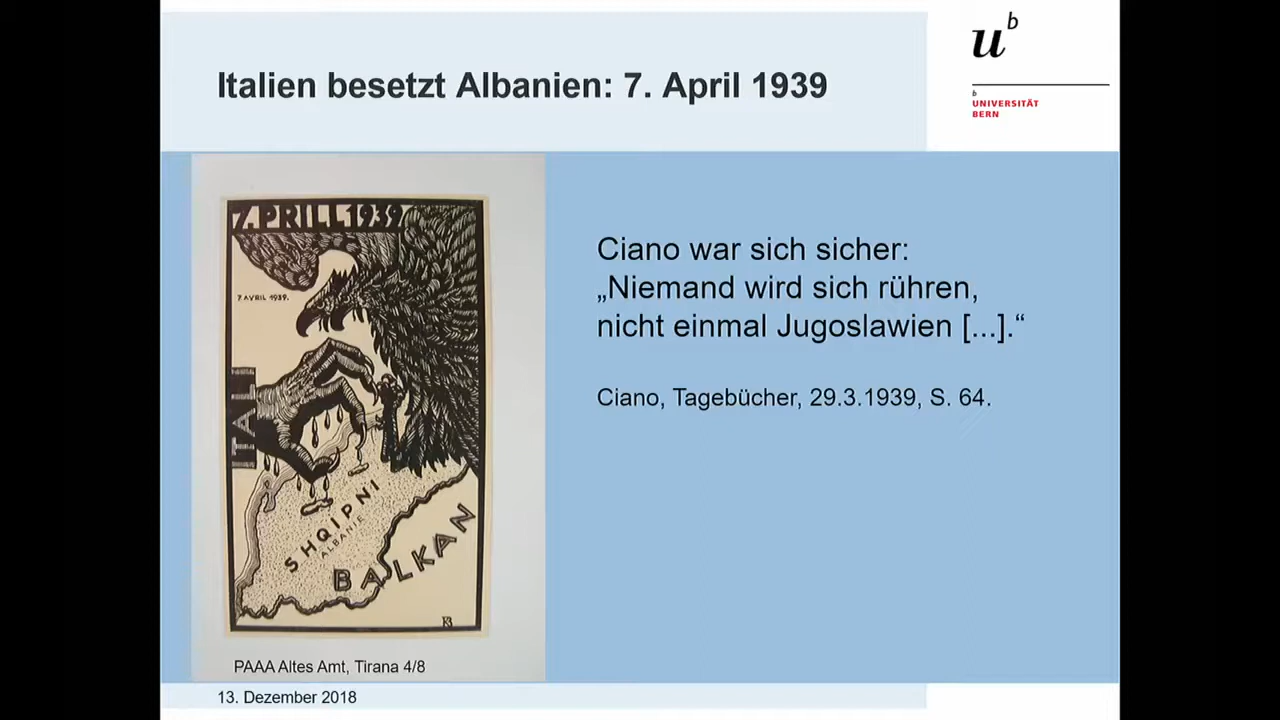 Italien besetzt Albanien: 7. April 1939
u^b
b
UNIVERSITÄT
BERN
7. PRILL 1939
7. AVRIL 1939.
ITALI
SHQIPNI
ALBANIE
BALKAN
Ciano war sich sicher:
„Niemand wird sich rühren,
nicht einmal Jugoslawien [...].“
Ciano, Tagebücher, 29.3.1939, S. 64.
PAAA Altes Amt, Tirana 4/8
13. Dezember 2018